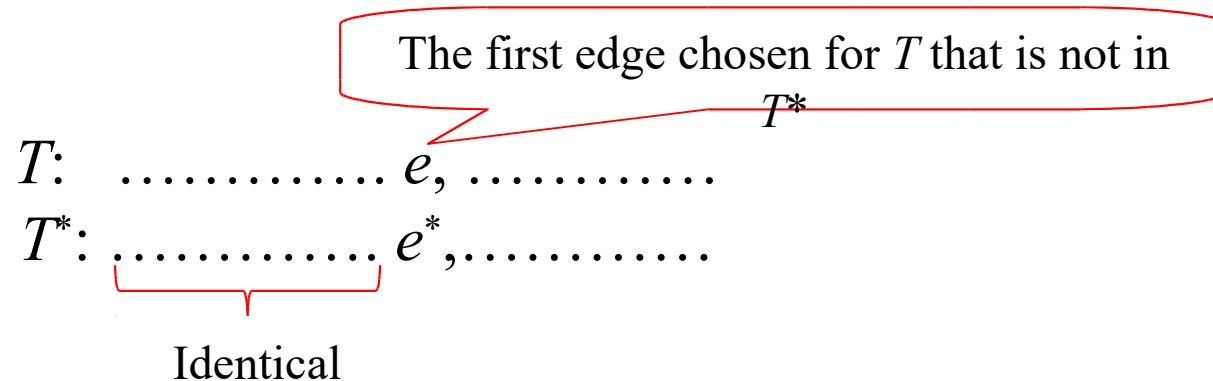 The first edge chosen for T that is not in
T*
T: ............. e, ............
T*: ............. e*,............
Identical